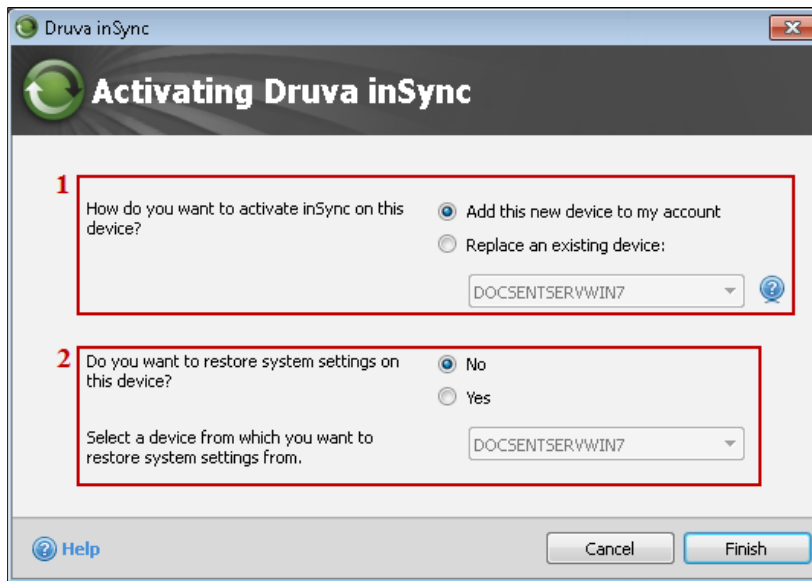 Druva inSync
Activating Druva inSync
1
How do you want to activate inSync on this
device?
Add this new device to my account
Replace an existing device:
DOCSENTSERVWIN7
?
2
Do you want to restore system settings on
this device?
No
Yes
Select a device from which you want to
restore system settings from.
DOCSENTSERVWIN7
? Help
Cancel
Finish